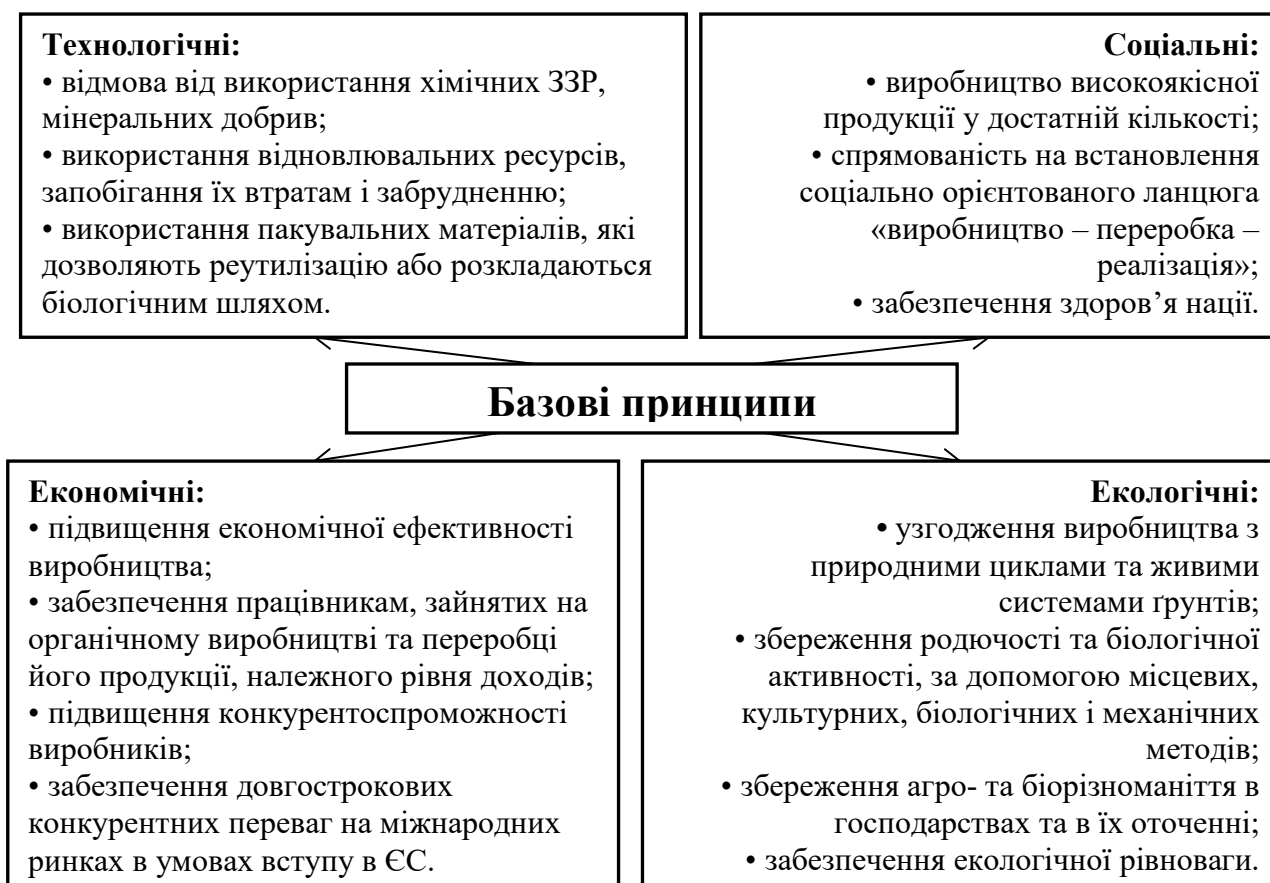 Технологічні:
• відмова від використання хімічних ЗЗР,
мінеральних добрив;
• використання відновлювальних ресурсів,
запобігання їх втратам і забрудненню;
• використання пакувальних матеріалів, які
дозволяють реутилізацію або розкладаються
біологічним шляхом.
Соціальні:
• виробництво високоякісної
продукції у достатній кількості;
• спрямованість на встановлення
соціально орієнтованого ланцюга
«виробництво – переробка –
реалізація»;
• забезпечення здоров’я нації.
Базові принципи
Економічні:
• підвищення економічної ефективності
виробництва;
• забезпечення працівникам, зайнятих на
органічному виробництві та переробці
його продукції, належного рівня доходів;
• підвищення конкурентоспроможності
виробників;
• забезпечення довгострокових
конкурентних переваг на міжнародних
ринках в умовах вступу в ЄС.
Екологічні:
• узгодження виробництва з
природними циклами та живими
системами ґрунтів;
• збереження родючості та біологічної
активності, за допомогою місцевих,
культурних, біологічних і механічних
методів;
• збереження агро- та біорізноманіття в
господарствах та в їх оточенні;
• забезпечення екологічної рівноваги.